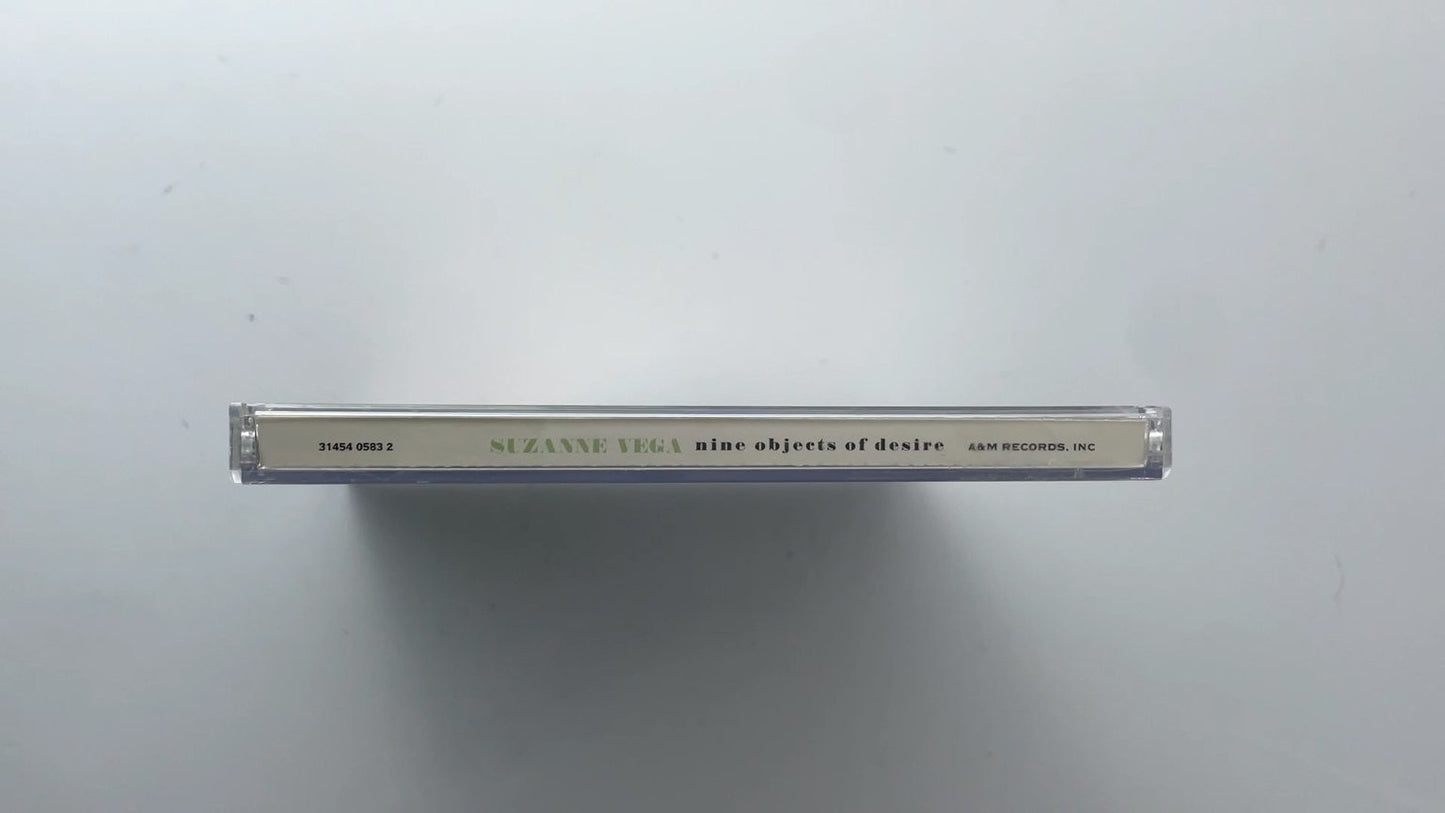 31454 0583 2 SUZANNE VEGA nine objects of desire A&M RECORDS, INC